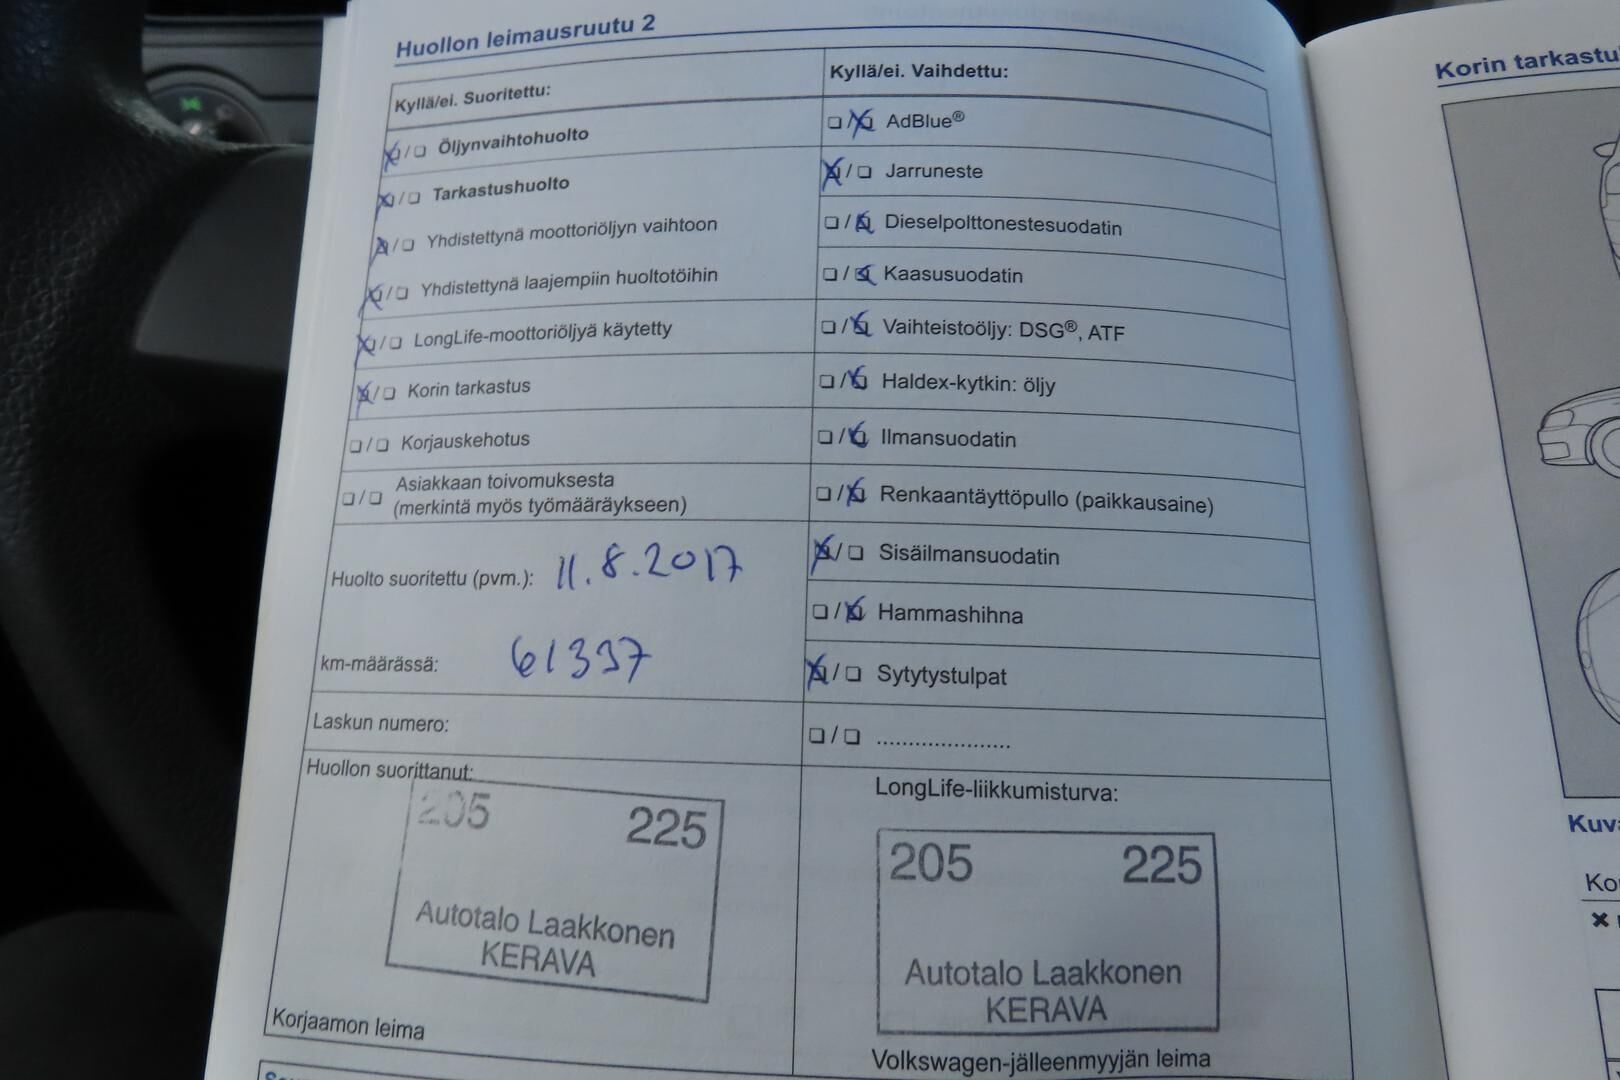 Huollon leimausruutu 2
Kyllä/ei. Suoritettu:
☒/☐ Öljynvaihtohuolto
☒/☐ Tarkastushuolto
☒/☐ Yhdistettynä moottoriöljyn vaihtoon
☒/☐ Yhdistettynä laajempiin huoltotöihin
☒/☐ LongLife-moottoriöljyä käytetty
☒/☐ Korin tarkastus
☐/☐ Korjauskehotus
☐/☐ Asiakkaan toivomuksesta
(merkintä myös työmääräykseen)
Huolto suoritettu (pvm.): 11.8.2017
km-määrässä: 61337
Laskun numero:
Huollon suorittanut:
205 225
Autotalo Laakkonen
KERAVA
Korjaamon leima
Kyllä/ei. Vaihdettu:
☐/☒ AdBlue®
☒/☐ Jarruneste
☐/☒ Dieselpolttonestesuodatin
☐/☒ Kaasusuodatin
☐/☒ Vaihteistoöljy: DSG®, ATF
☐/☒ Haldex-kytkin: öljy
☐/☒ Ilmansuodatin
☐/☒ Renkaantäyttöpullo (paikkausaine)
☒/☐ Sisäilmansuodatin
☐/☒ Hammashihna
☒/☐ Sytytystulpat
☐/☐ .....................
LongLife-liikkumisturva:
205 225
Autotalo Laakkonen
KERAVA
Volkswagen-jälleenmyyjän leima
Korin